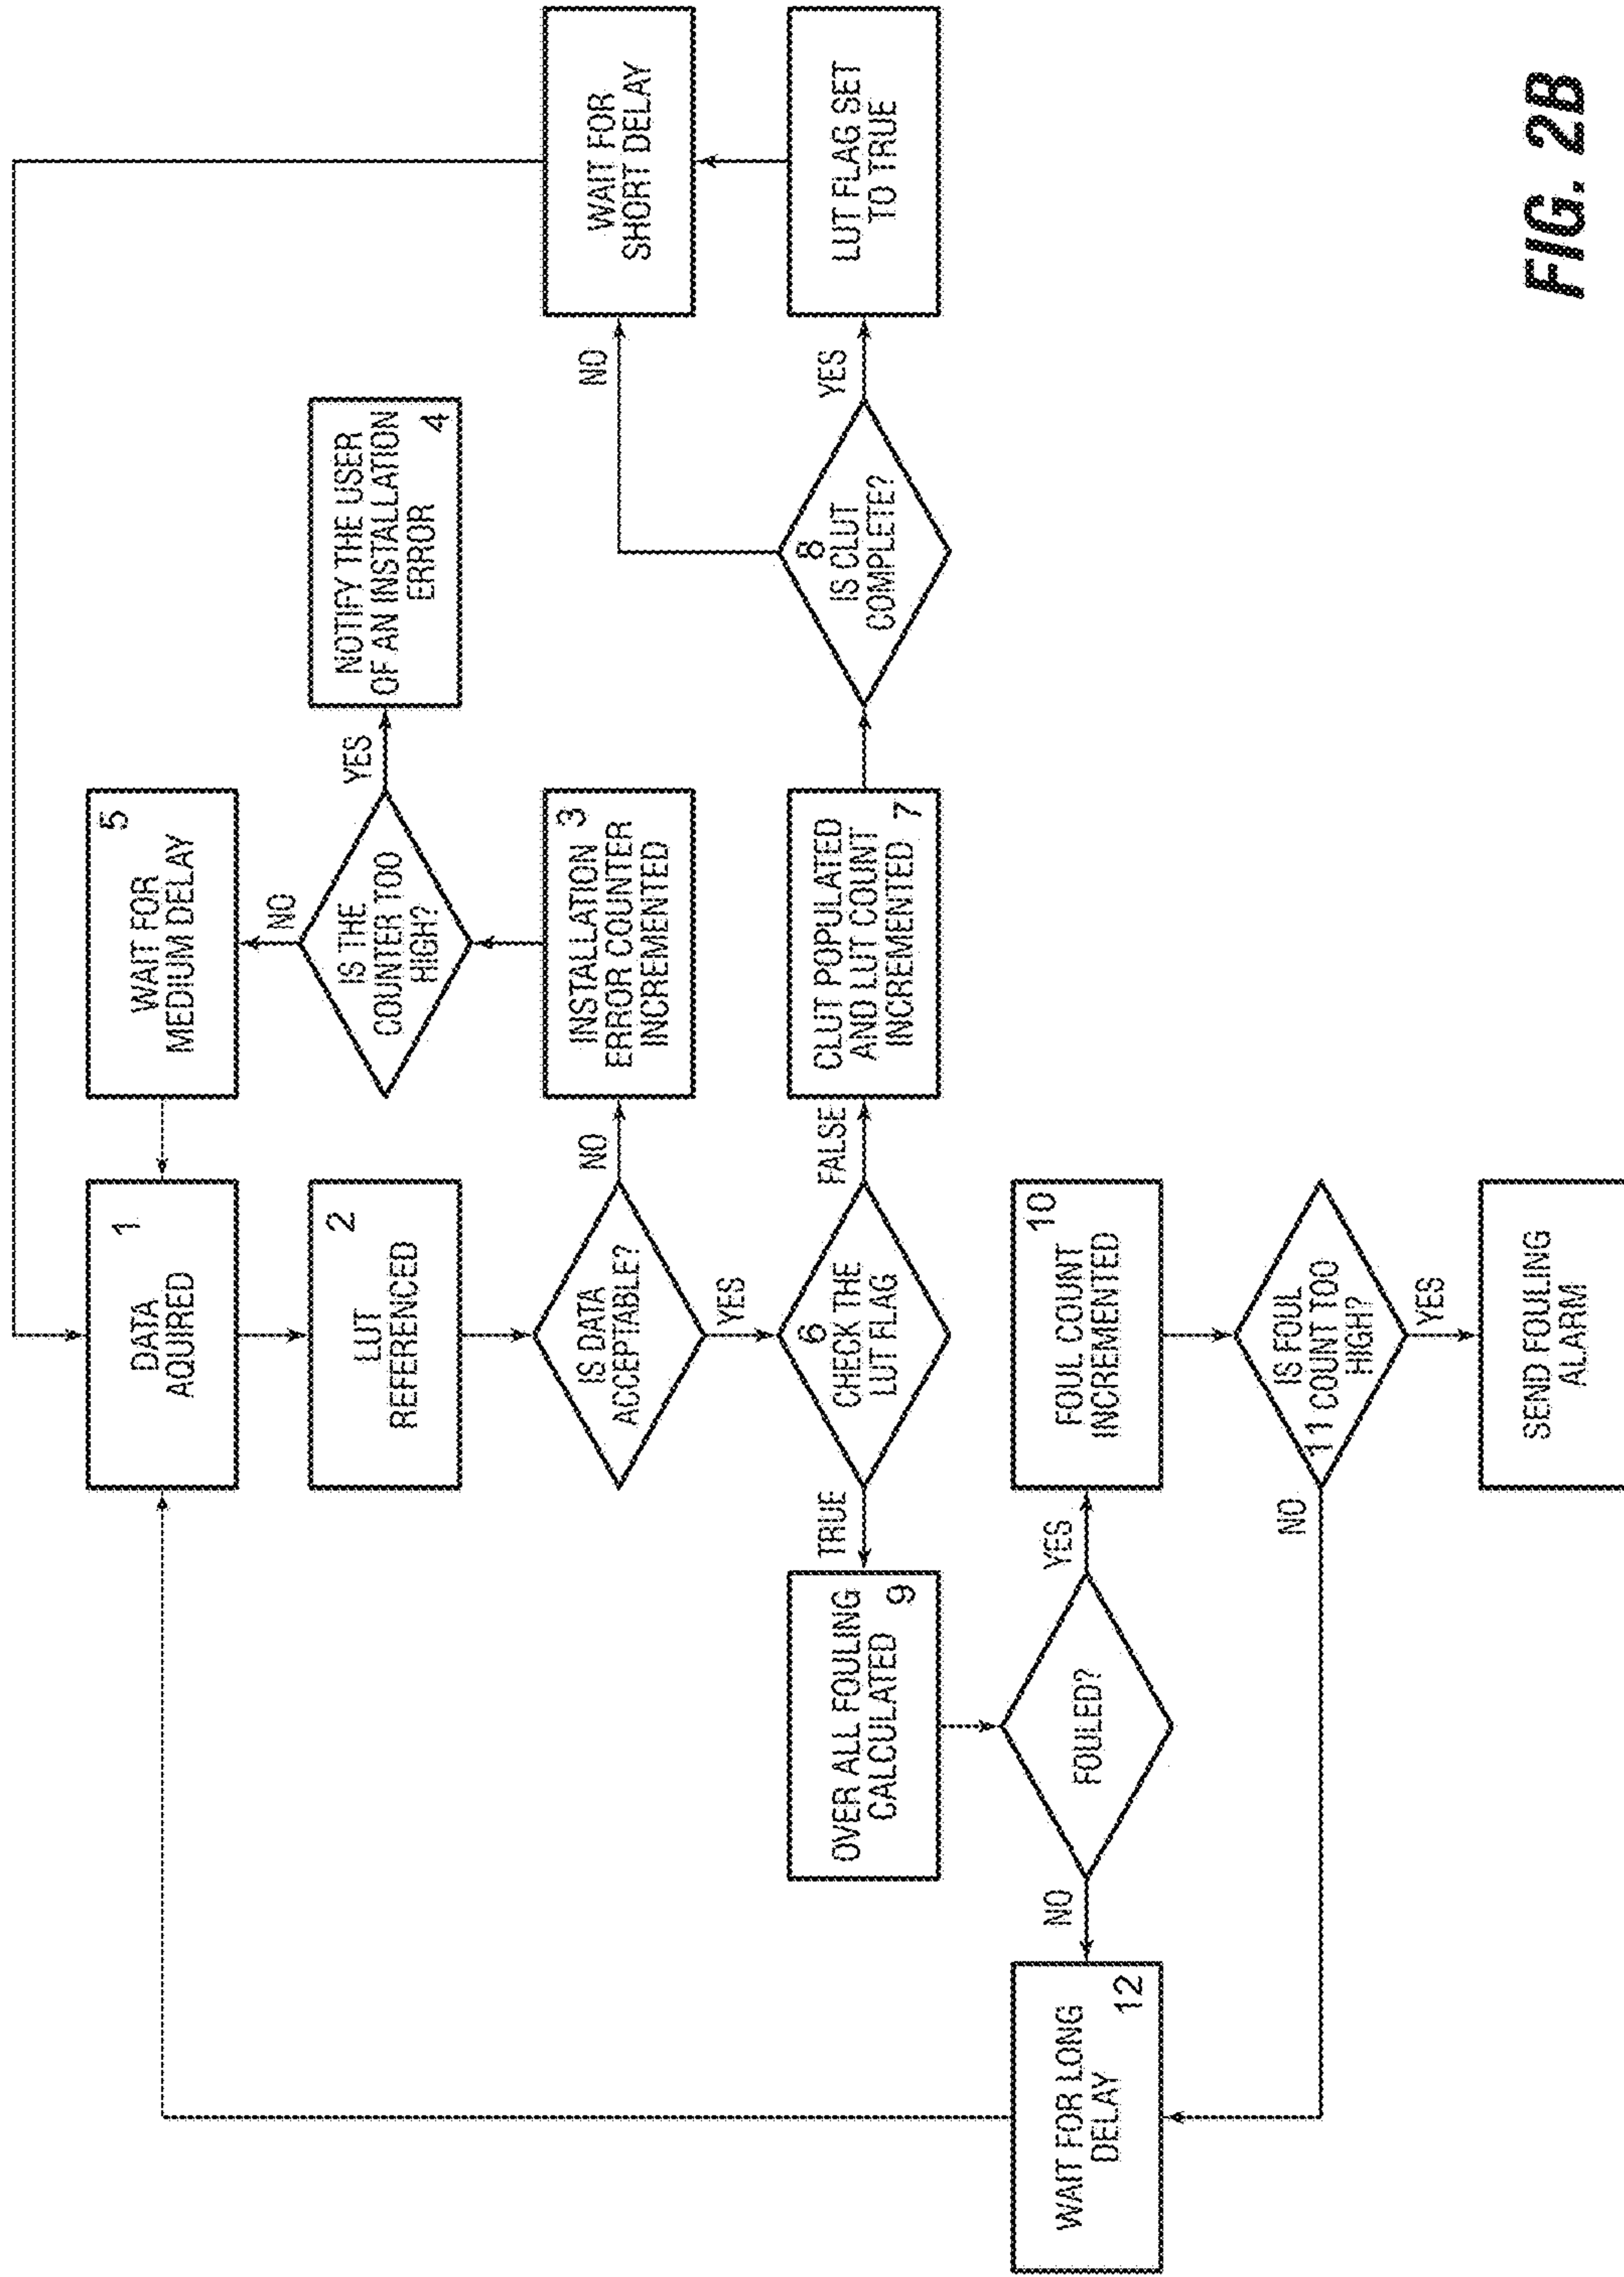 DATA
AQUIRED
1
LUT
REFERENCED
2
IS DATA
ACCEPTABLE?
NO
YES
INSTALLATION
ERROR COUNTER
INCREMENTED
3
IS THE
COUNTER TOO
HIGH?
YES
NO
NOTIFY THE USER
OF AN INSTALLATION
ERROR
4
WAIT FOR
MEDIUM DELAY
5
6
CHECK THE
LUT FLAG
FALSE
TRUE
CLUT POPULATED
AND LUT COUNT
INCREMENTED
7
8
IS CLUT
COMPLETE?
NO
YES
WAIT FOR
SHORT DELAY
LUT FLAG SET
TO TRUE
OVER ALL FOULING
CALCULATED
9
FOULED?
YES
NO
FOUL COUNT
INCREMENTED
10
IS FOUL
11 COUNT TOO
HIGH?
NO
YES
SEND FOULING
ALARM
WAIT FOR LONG
DELAY
12
FIG. 2B